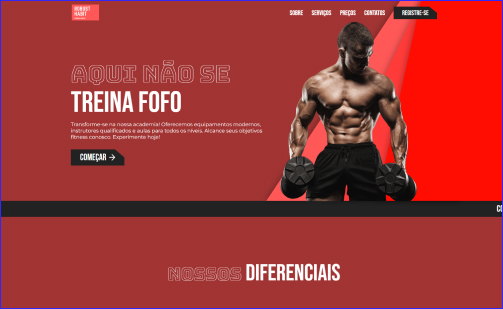 ROBUST
HABIT
SOBRE SERVIÇOS PREÇOS CONTATOS REGISTRE-SE
AQUI NÃO SE
TREINA FOFO
Transforme-se na nossa academia! Oferecemos equipamentos modernos,
instrutores qualificados e aulas para todos os níveis. Alcance seus objetivos
fitness conosco. Experimente hoje!
COMEÇAR
NOSSOS DIFERENCIAIS